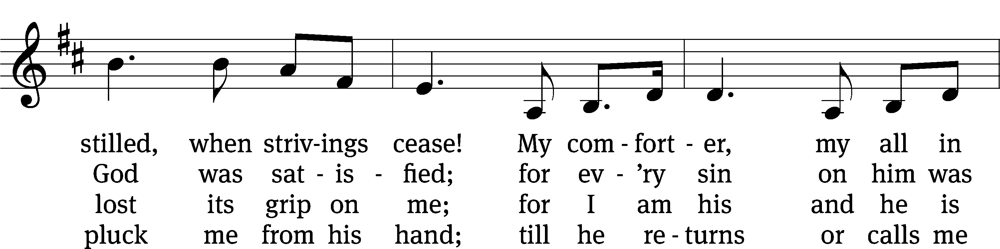 stilled, when striv-ings cease! My com - fort - er, my all in
God was sat - is - fied; for ev - ’ry sin on him was
lost its grip on me; for I am his and he is
pluck me from his hand; till he re - turns or calls me